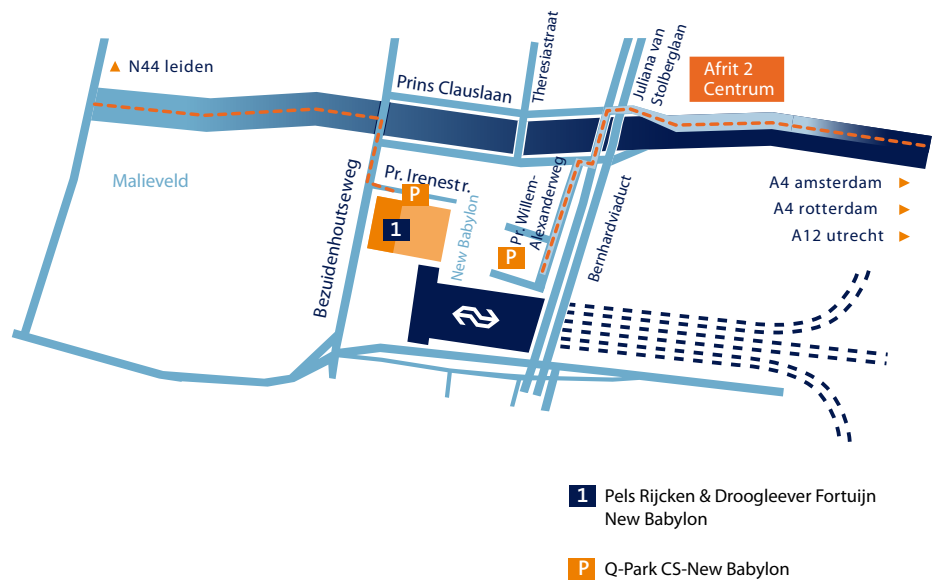 N44 leiden
Prins Clauslaan
Theresiastraat
Juliana van
Stolberglaan
Afrit 2
Centrum
Malieveld
Pr. Irenestr.
P
1
Bezuidenhoutseweg
New Babylon
Pr. Willem-
Alexanderweg
P
Bernhardviaduct
A4 amsterdam
A4 rotterdam
A12 utrecht
1 Pels Rijcken & Droogleever Fortuijn
New Babylon
P Q-Park CS-New Babylon